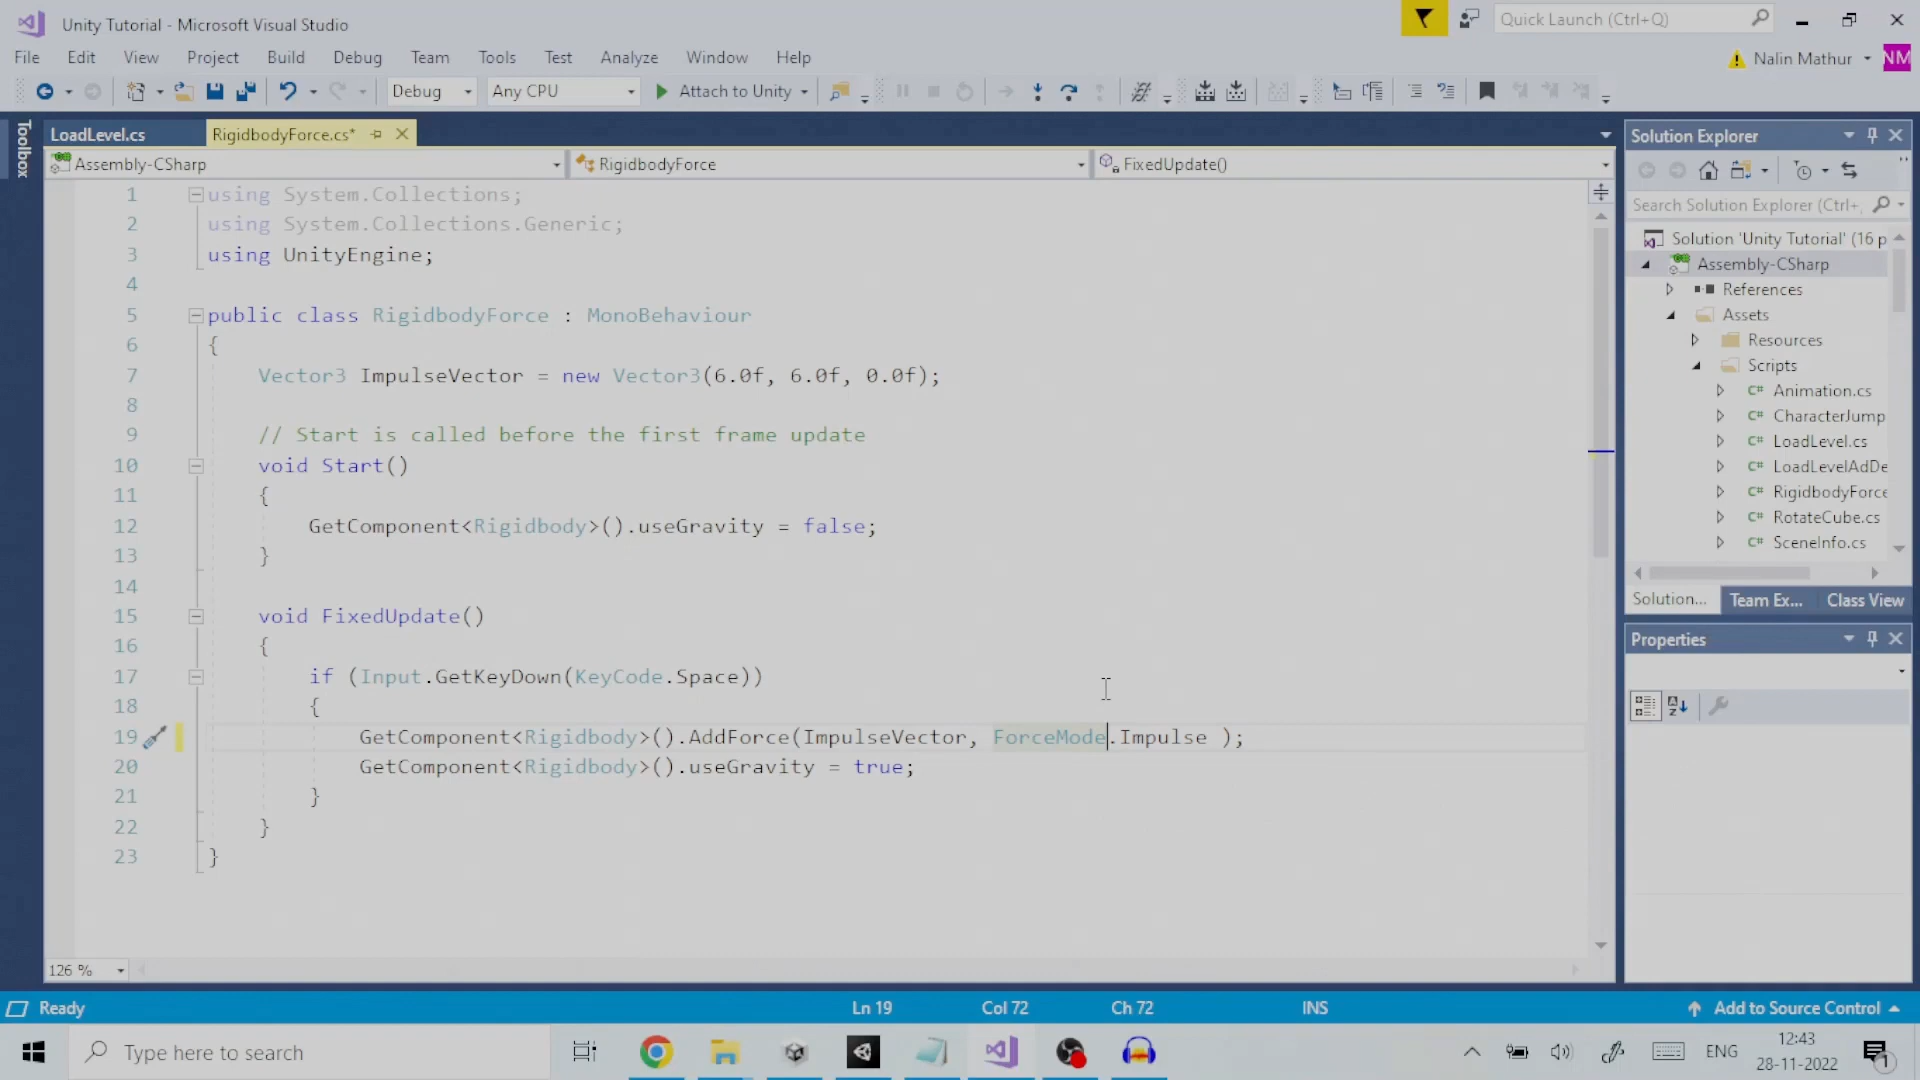 Unity Tutorial - Microsoft Visual Studio
Quick Launch (Ctrl+Q)
File Edit View Project Build Debug Team Tools Test Analyze Window Help
Nalin Mathur NM
Debug Any CPU Attach to Unity
Toolbox
LoadLevel.cs RigidbodyForce.cs*
Assembly-CSharp RigidbodyForce FixedUpdate()
1 using System.Collections;
2 using System.Collections.Generic;
3 using UnityEngine;
4
5 public class RigidbodyForce : MonoBehaviour
6 {
7 Vector3 ImpulseVector = new Vector3(6.0f, 6.0f, 0.0f);
8
9 // Start is called before the first frame update
10 void Start()
11 {
12 GetComponent<Rigidbody>().useGravity = false;
13 }
14
15 void FixedUpdate()
16 {
17 if (Input.GetKeyDown(KeyCode.Space))
18 {
19 GetComponent<Rigidbody>().AddForce(ImpulseVector, ForceMode.Impulse );
20 GetComponent<Rigidbody>().useGravity = true;
21 }
22 }
23 }
126 %
Solution Explorer
Search Solution Explorer (Ctrl+
Solution 'Unity Tutorial' (16 p
Assembly-CSharp
References
Assets
Resources
Scripts
C# Animation.cs
C# CharacterJump
C# LoadLevel.cs
C# LoadLevelAdDe
C# RigidbodyForce
C# RotateCube.cs
C# SceneInfo.cs
Solution... Team Ex... Class View
Properties
Ready Ln 19 Col 72 Ch 72 INS Add to Source Control
Type here to search
ENG
12:43
28-11-2022
1